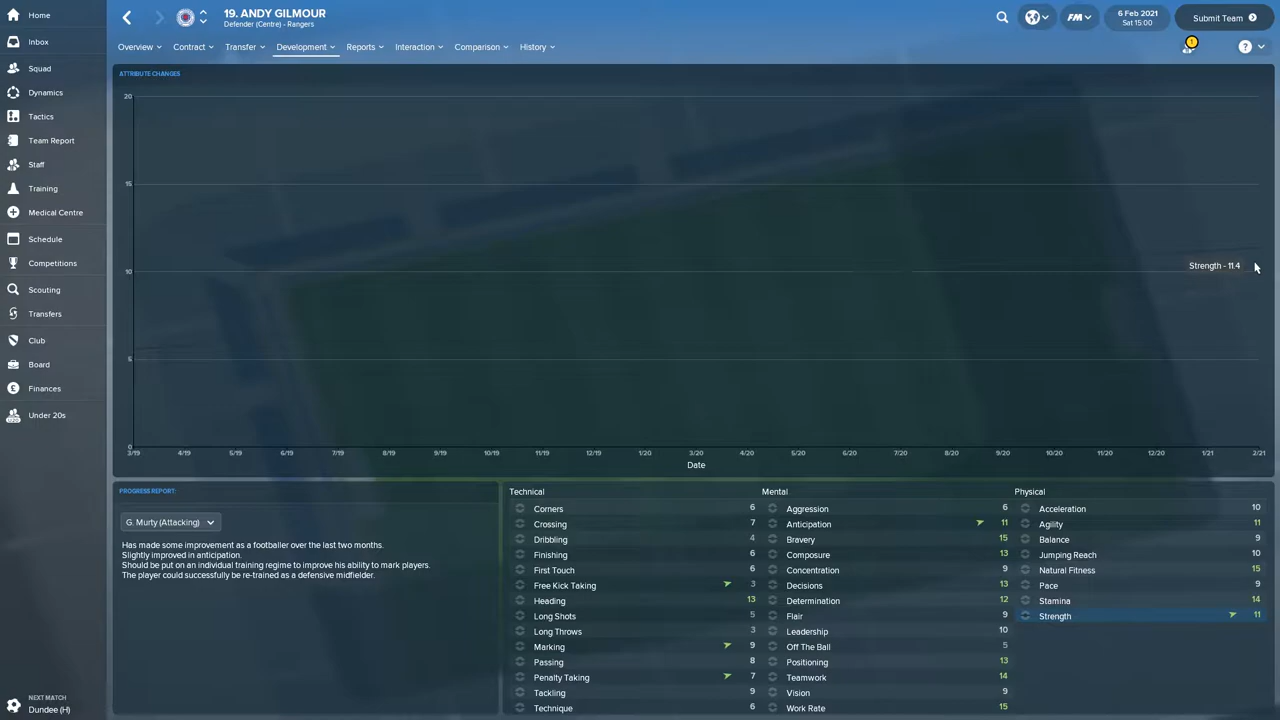 Home
Inbox
Squad
Dynamics
Tactics
Team Report
Staff
Training
Medical Centre
Schedule
Competitions
Scouting
Transfers
Club
Board
Finances
Under 20s
NEXT MATCH
Dundee (H)
19. ANDY GILMOUR
Defender (Centre) - Rangers
FM
6 Feb 2021
Sat 15:00
Submit Team
Overview
Contract
Transfer
Development
Reports
Interaction
Comparison
History
1
?
ATTRIBUTE CHANGES
20
15
10
5
0
Strength - 11.4
3/19 4/19 5/19 6/19 7/19 8/19 9/19 10/19 11/19 12/19 1/20 2/20 3/20 4/20 5/20 6/20 7/20 8/20 9/20 10/20 11/20 12/20 1/21 2/21
Date
PROGRESS REPORT:
G. Murty (Attacking)
Has made some improvement as a footballer over the last two months.
Slightly improved in anticipation.
Should be put on an individual training regime to improve his ability to mark players.
The player could successfully be re-trained as a defensive midfielder.
Technical
Corners 6
Crossing 7
Dribbling 4
Finishing 6
First Touch 6
Free Kick Taking 3
Heading 13
Long Shots 5
Long Throws 3
Marking 9
Passing 8
Penalty Taking 7
Tackling 9
Technique 6
Mental
Aggression 6
Anticipation 11
Bravery 15
Composure 13
Concentration 9
Decisions 13
Determination 12
Flair 9
Leadership 10
Off The Ball 5
Positioning 13
Teamwork 14
Vision 9
Work Rate 15
Physical
Acceleration 10
Agility 11
Balance 9
Jumping Reach 10
Natural Fitness 15
Pace 9
Stamina 14
Strength 11